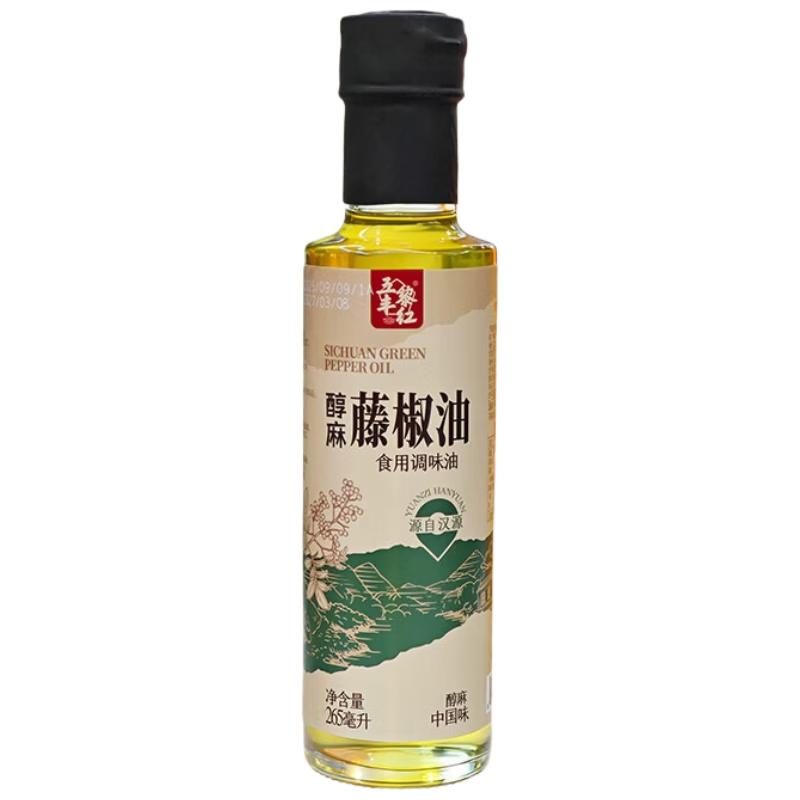 09/09/1A
27/03/08
五丰
黎红
SICHUAN GREEN
PEPPER OIL
醇麻
藤椒油
食用调味油
YUANZI HANYUAN
源自汉源
净含量
265毫升
醇麻
中国味